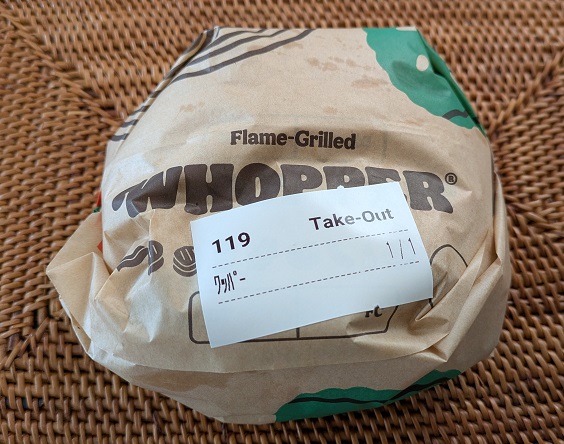 Flame-Grilled
WHOPPER®
119 Take-Out
ワッパー 1 / 1